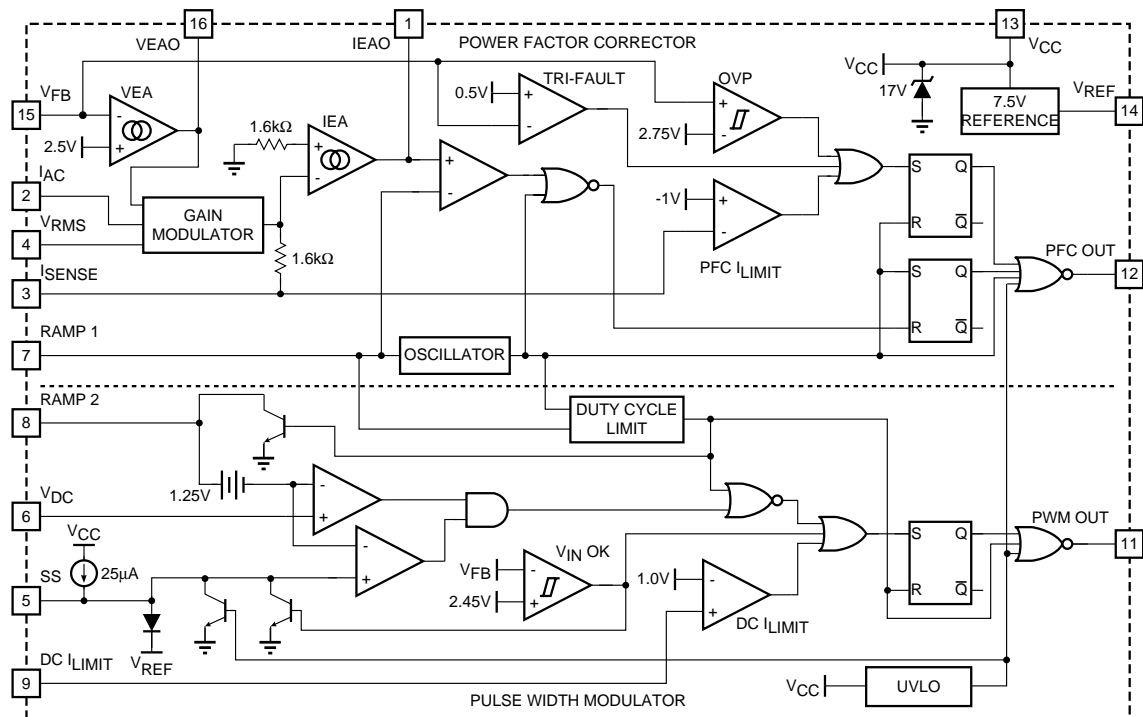 16
1
13
VEAO
IEAO
POWER FACTOR CORRECTOR
VCC
VFB
VEA
15
2.5V
-
+
IEA
1.6kΩ
+
-
+
-
0.5V
TRI-FAULT
+
-
OVP
2.75V
+
-
VCC
17V
7.5V
REFERENCE
VREF
14
IAC
2
VRMS
4
GAIN
MODULATOR
1.6kΩ
ISENSE
3
-1V
+
-
PFC ILIMIT
S
Q
R
Q
S
Q
R
Q
PFC OUT
12
RAMP 1
7
OSCILLATOR
RAMP 2
8
DUTY CYCLE
LIMIT
1.25V
-
+
-
+
VDC
6
VCC
25µA
SS
5
VREF
VFB
2.45V
-
+
VIN OK
1.0V
-
+
DC ILIMIT
S
Q
R
Q
PWM OUT
11
DC ILIMIT
9
PULSE WIDTH MODULATOR
VCC
UVLO